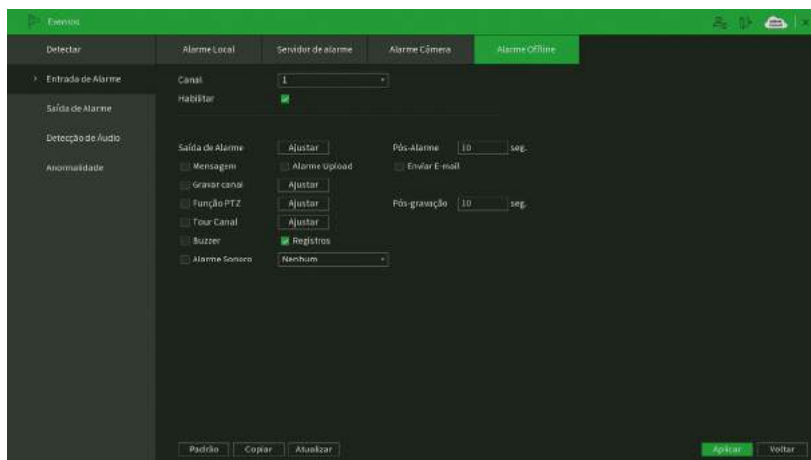 Eventos
Detectar Alarme Local Servidor de alarme Alarme Câmera Alarme Offline
Entrada de Alarme Canal 1
Habilitar
Saída de Alarme
Detecção de Áudio Saída de Alarme Ajustar Pós-Alarme 10 seg.
Mensagem Alarme Upload Enviar E-mail
Anormalidade
Gravar canal Ajustar
Função PTZ Ajustar Pós-gravação 10 seg.
Tour Canal Ajustar
Buzzer Registros
Alarme Sonoro Nenhum
Padrão Copiar Atualizar Aplicar Voltar